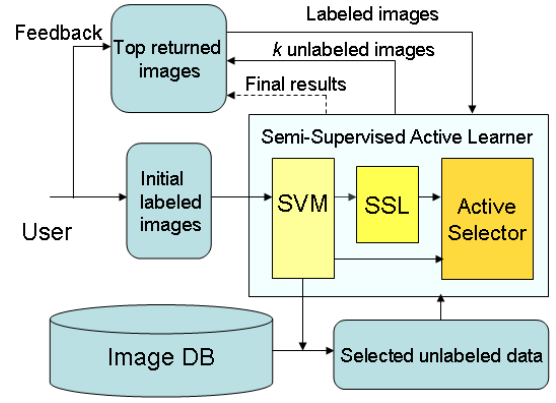 Labeled images
Feedback
Top returned
images
k unlabeled images
Final results
Semi-Supervised Active Learner
Initial
labeled
images
SVM
SSL
Active
Selector
User
Image DB
Selected unlabeled data